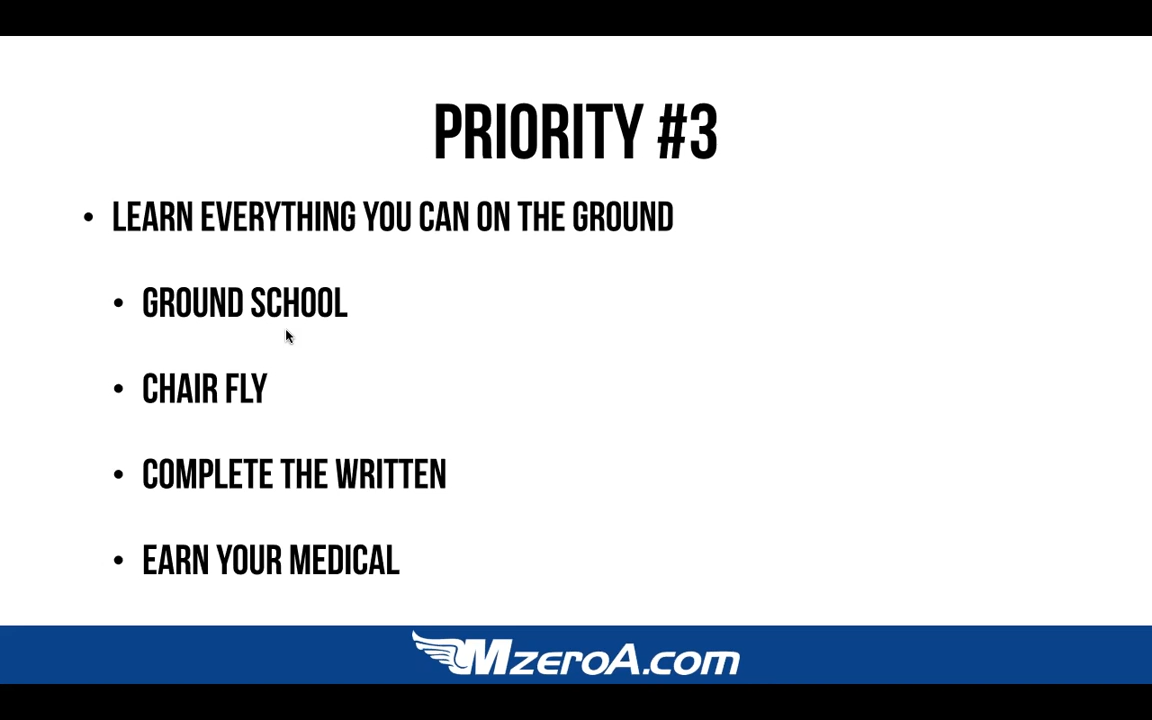 PRIORITY #3
• LEARN EVERYTHING YOU CAN ON THE GROUND
• GROUND SCHOOL
• CHAIR FLY
• COMPLETE THE WRITTEN
• EARN YOUR MEDICAL
MzeroA.com